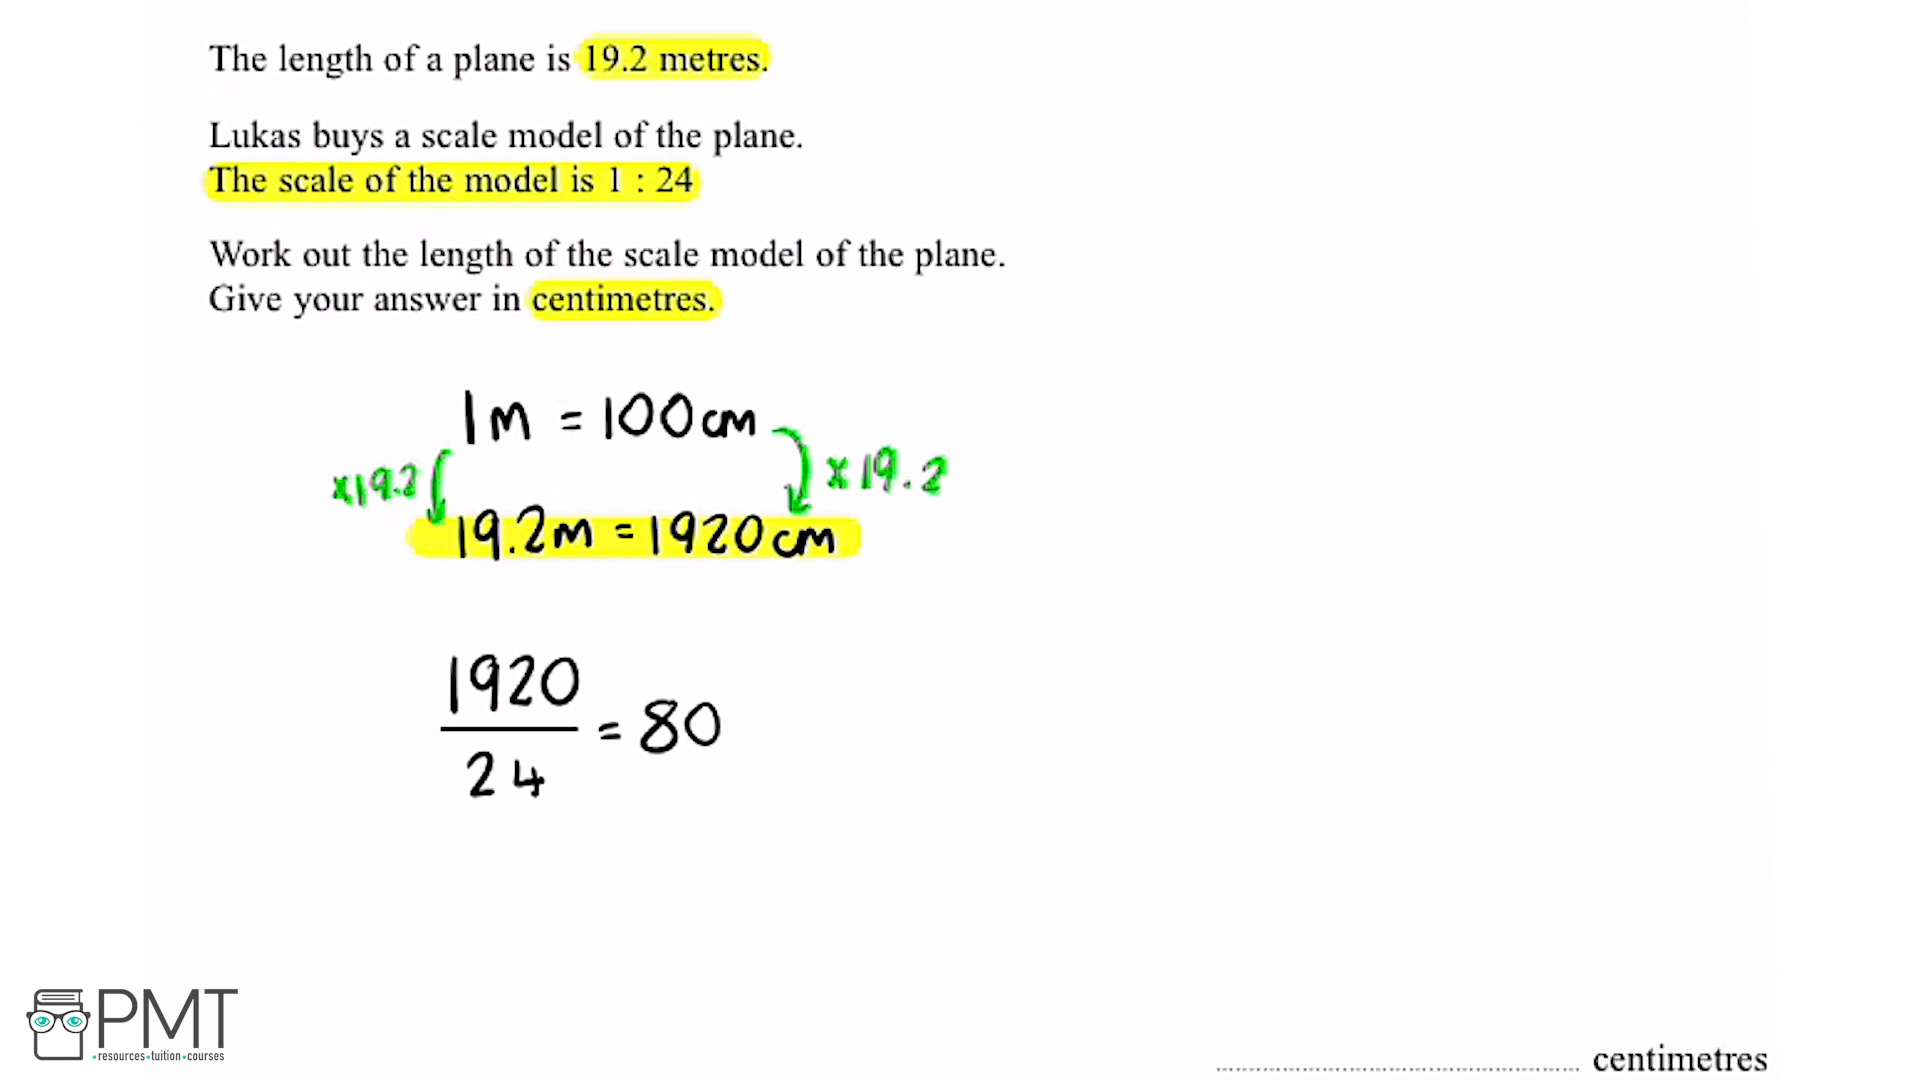 The length of a plane is 19.2 metres.
Lukas buys a scale model of the plane.
The scale of the model is 1 : 24
Work out the length of the scale model of the plane.
Give your answer in centimetres.
1m = 100cm
x19.2 x19.2
19.2m = 1920cm
1920
24
= 80
PMT
•resources•tuition•courses
centimetres